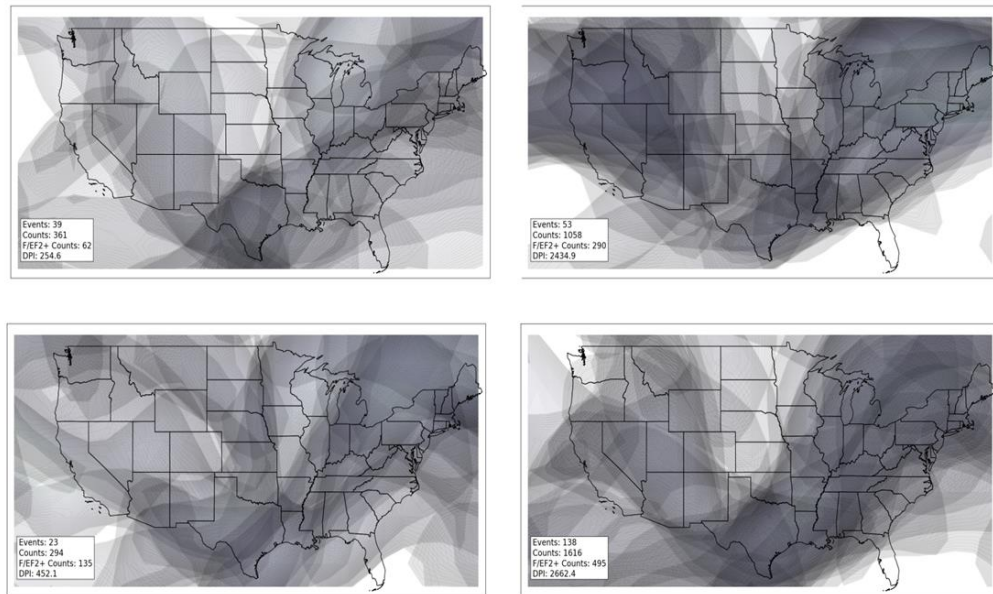 Events: 39
Counts: 361
F/EF2+ Counts: 62
DPI: 254.6
Events: 53
Counts: 1058
F/EF2+ Counts: 290
DPI: 2434.9
Events: 23
Counts: 294
F/EF2+ Counts: 135
DPI: 452.1
Events: 138
Counts: 1616
F/EF2+ Counts: 495
DPI: 2662.4